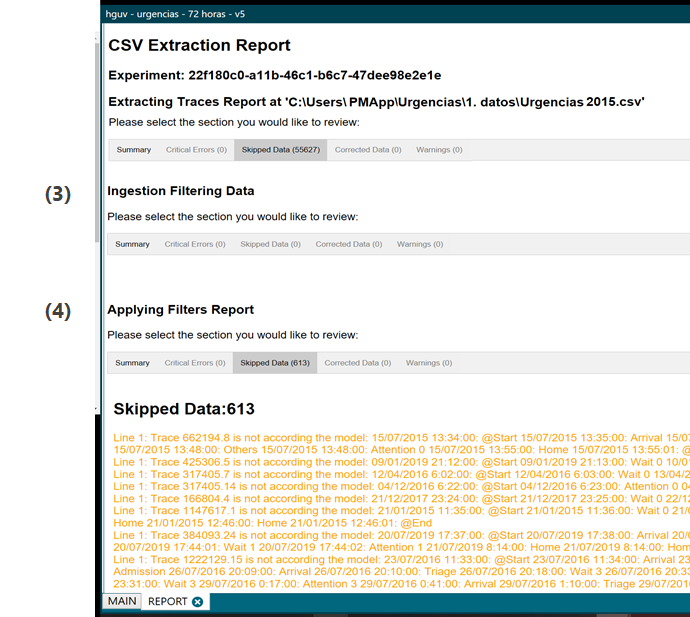 hguv - urgencias - 72 horas - v5
CSV Extraction Report
Experiment: 22f180c0-a11b-46c1-b6c7-47dee98e2e1e
Extracting Traces Report at 'C:\Users\ PMApp\Urgencias\1. datos\Urgencias 2015.csv'
Please select the section you would like to review:
Summary Critical Errors (0) Skipped Data (55627) Corrected Data (0) Warnings (0)
(3)
Ingestion Filtering Data
Please select the section you would like to review:
Summary Critical Errors (0) Skipped Data (0) Corrected Data (0) Warnings (0)
(4)
Applying Filters Report
Please select the section you would like to review:
Summary Critical Errors (0) Skipped Data (613) Corrected Data (0) Warnings (0)
Skipped Data:613
Line 1: Trace 662194.8 is not according the model: 15/07/2015 13:34:00: @Start 15/07/2015 13:35:00: Arrival 15/07
15/07/2015 13:48:00: Others 15/07/2015 13:48:00: Attention 0 15/07/2015 13:55:00: Home 15/07/2015 13:55:01: @
Line 1: Trace 425306.5 is not according the model: 09/01/2019 21:12:00: @Start 09/01/2019 21:13:00: Wait 0 10/0
Line 1: Trace 317405.7 is not according the model: 12/04/2016 6:02:00: @Start 12/04/2016 6:03:00: Wait 0 13/04/2
Line 1: Trace 317405.14 is not according the model: 04/12/2016 6:22:00: @Start 04/12/2016 6:23:00: Attention 0 04
Line 1: Trace 166804.4 is not according the model: 21/12/2017 23:24:00: @Start 21/12/2017 23:25:00: Wait 0 22/12
Line 1: Trace 1147617.1 is not according the model: 21/01/2015 11:35:00: @Start 21/01/2015 11:36:00: Wait 0 21/0
Home 21/01/2015 12:46:00: Home 21/01/2015 12:46:01: @End
Line 1: Trace 384093.24 is not according the model: 20/07/2019 17:37:00: @Start 20/07/2019 17:38:00: Arrival 20/0
20/07/2019 17:44:01: Wait 1 20/07/2019 17:44:02: Attention 1 21/07/2019 8:14:00: Home 21/07/2019 8:14:00: Hom
Line 1: Trace 1222129.15 is not according the model: 23/07/2016 11:33:00: @Start 23/07/2016 11:34:00: Arrival 23
Admission 26/07/2016 20:09:00: Arrival 26/07/2016 20:10:00: Triage 26/07/2016 20:18:00: Wait 3 26/07/2016 20:33
23:31:00: Wait 3 29/07/2016 0:17:00: Attention 3 29/07/2016 0:41:00: Arrival 29/07/2016 1:10:00: Triage 29/07/2016
MAIN REPORT